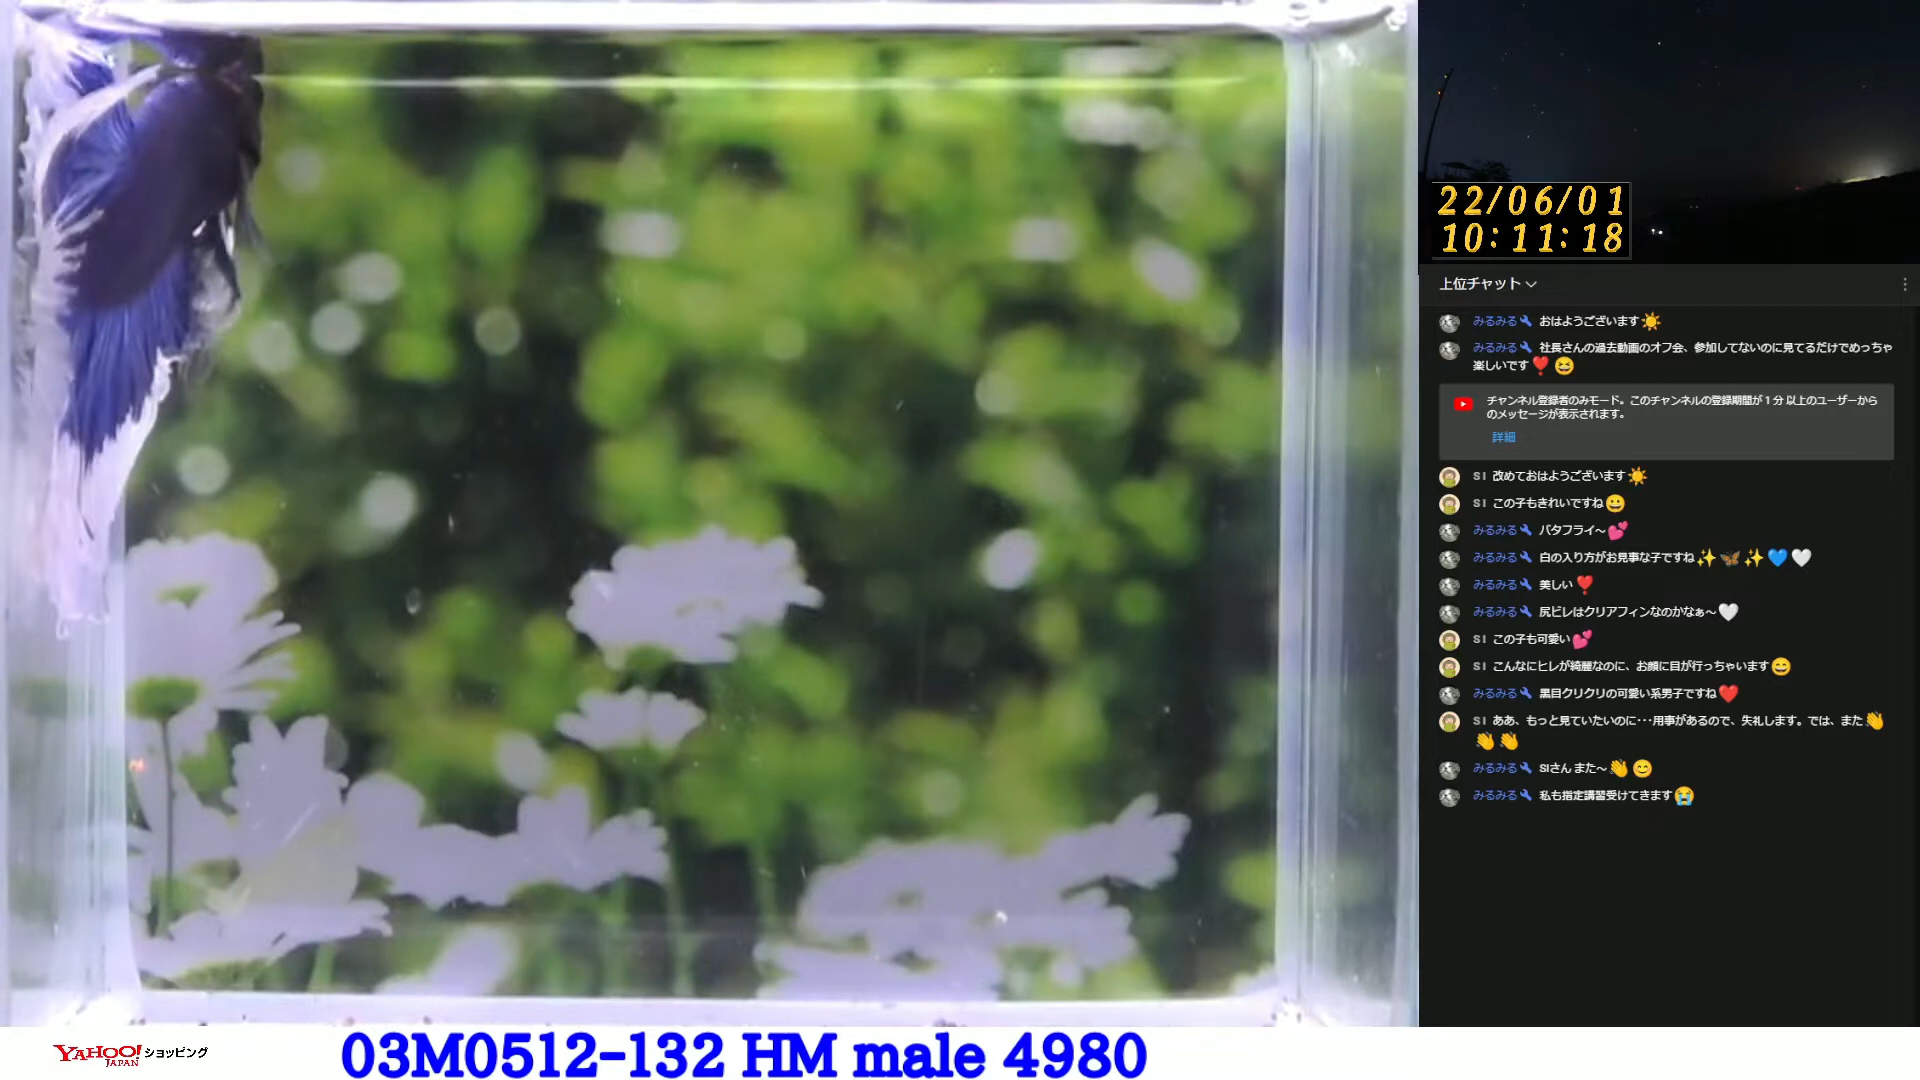 22/06/01
10:11:18
上位チャット
みるみる おはようございます☀️
みるみる 社長さんの過去動画のオフ会、参加してないのに見てるだけでめっちゃ
楽しいです❣️😆
チャンネル登録者のみモード。このチャンネルの登録期間が 1 分 以上のユーザーから
のメッセージが表示されます。
詳細
S I 改めておはようございます☀️
S I この子もきれいですね😀
みるみる バタフライ～💕
みるみる 白の入り方がお見事な子ですね✨🦋✨💙🤍
みるみる 美しい❣️
みるみる 尻ビレはクリアフィンなのかなぁ～🤍
S I この子も可愛い💕
S I こんなにヒレが綺麗なのに、お顔に目が行っちゃいます😄
みるみる 黒目クリクリの可愛い系男子ですね❤️
S I ああ、もっと見ていたいのに･･･用事があるので、失礼します。では、また👋
👋👋
みるみる SIさん また～👋😊
みるみる 私も指定講習受けてきます😭
YAHOO! JAPAN ショッピング
03M0512-132 HM male 4980